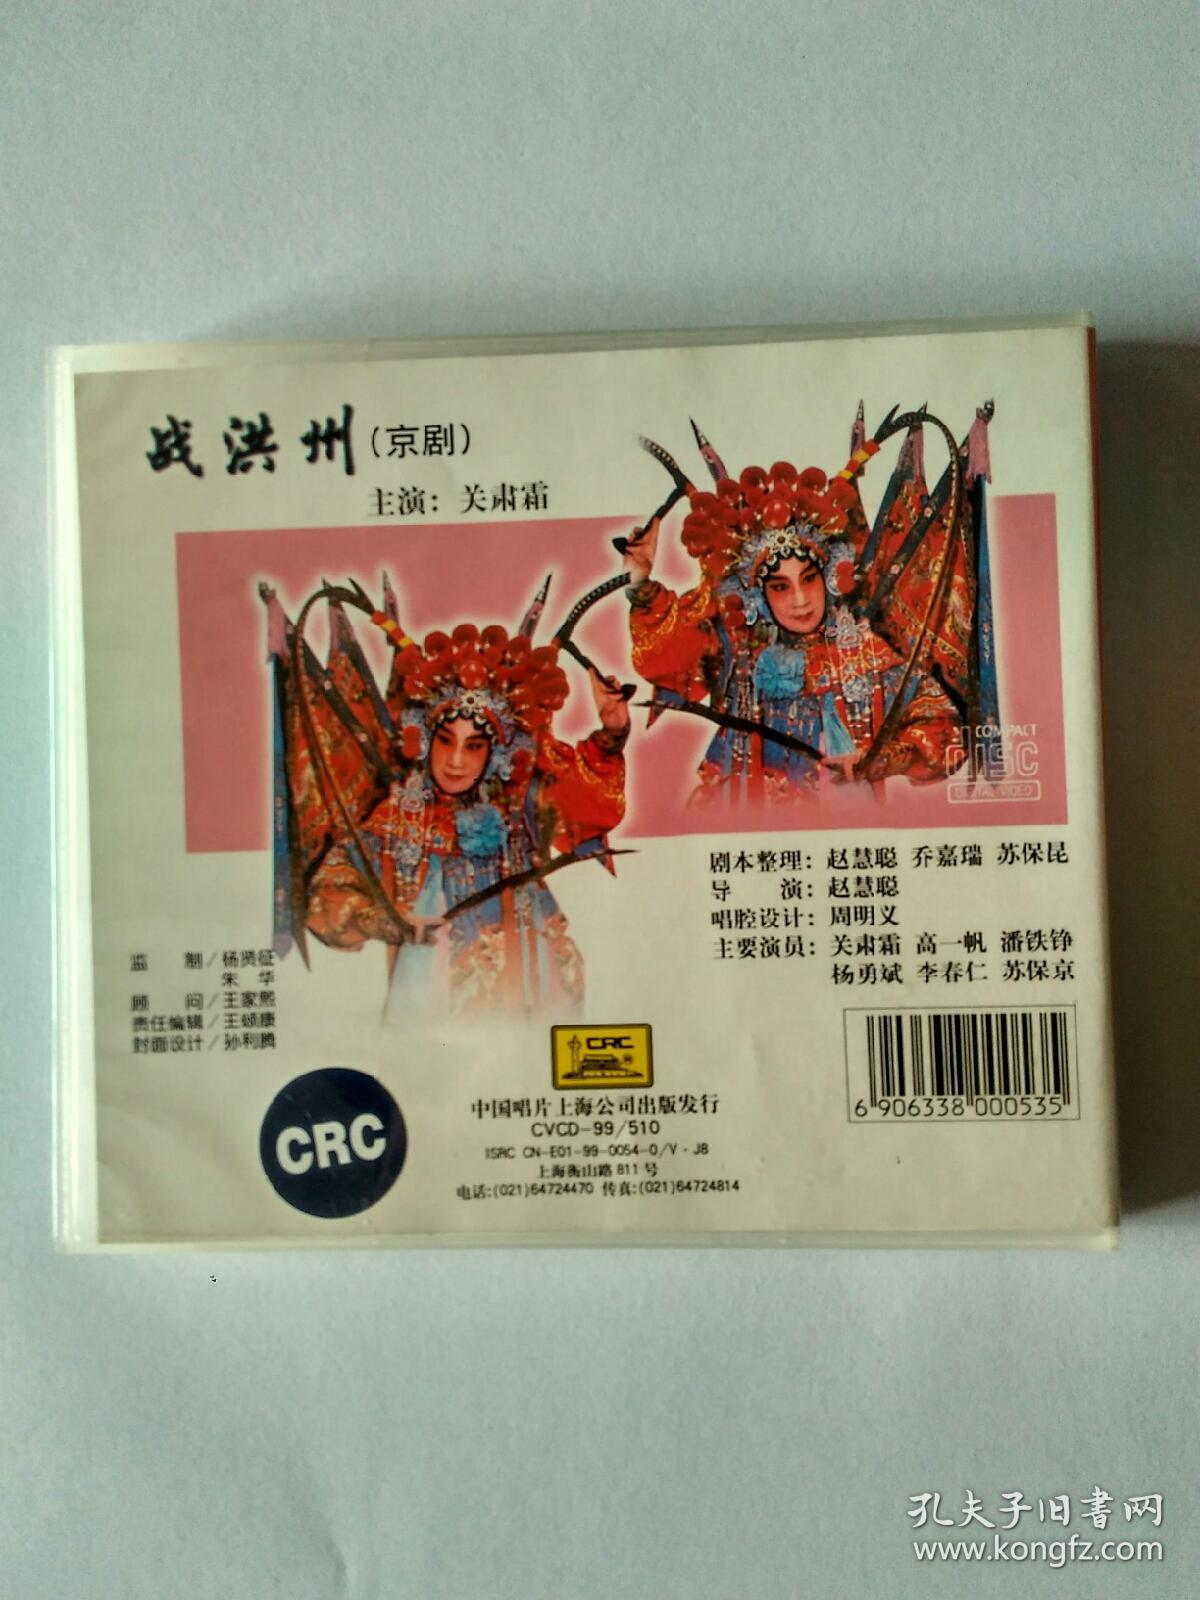 战洪州（京剧）
主演：关肃霜
COMPACT
disc
DIGITAL VIDEO
剧本整理：赵慧聪 乔嘉瑞 苏保昆
导 演：赵慧聪
唱腔设计：周明义
主要演员：关肃霜 高一帆 潘铁铮
杨勇斌 李春仁 苏保京
监 制／杨贤征
朱 华
顾 问／王家熙
责任编辑／王颂康
封面设计／孙利腾
CRC
®
CRC
中国唱片上海公司出版发行
CVCD-99/510
ISRC CN-E01-99-0054-0/V·J8
上海衡山路811号
电话:(021)64724470 传真:(021)64724814
6 906338 000535
孔夫子旧书网
www.kongfz.com